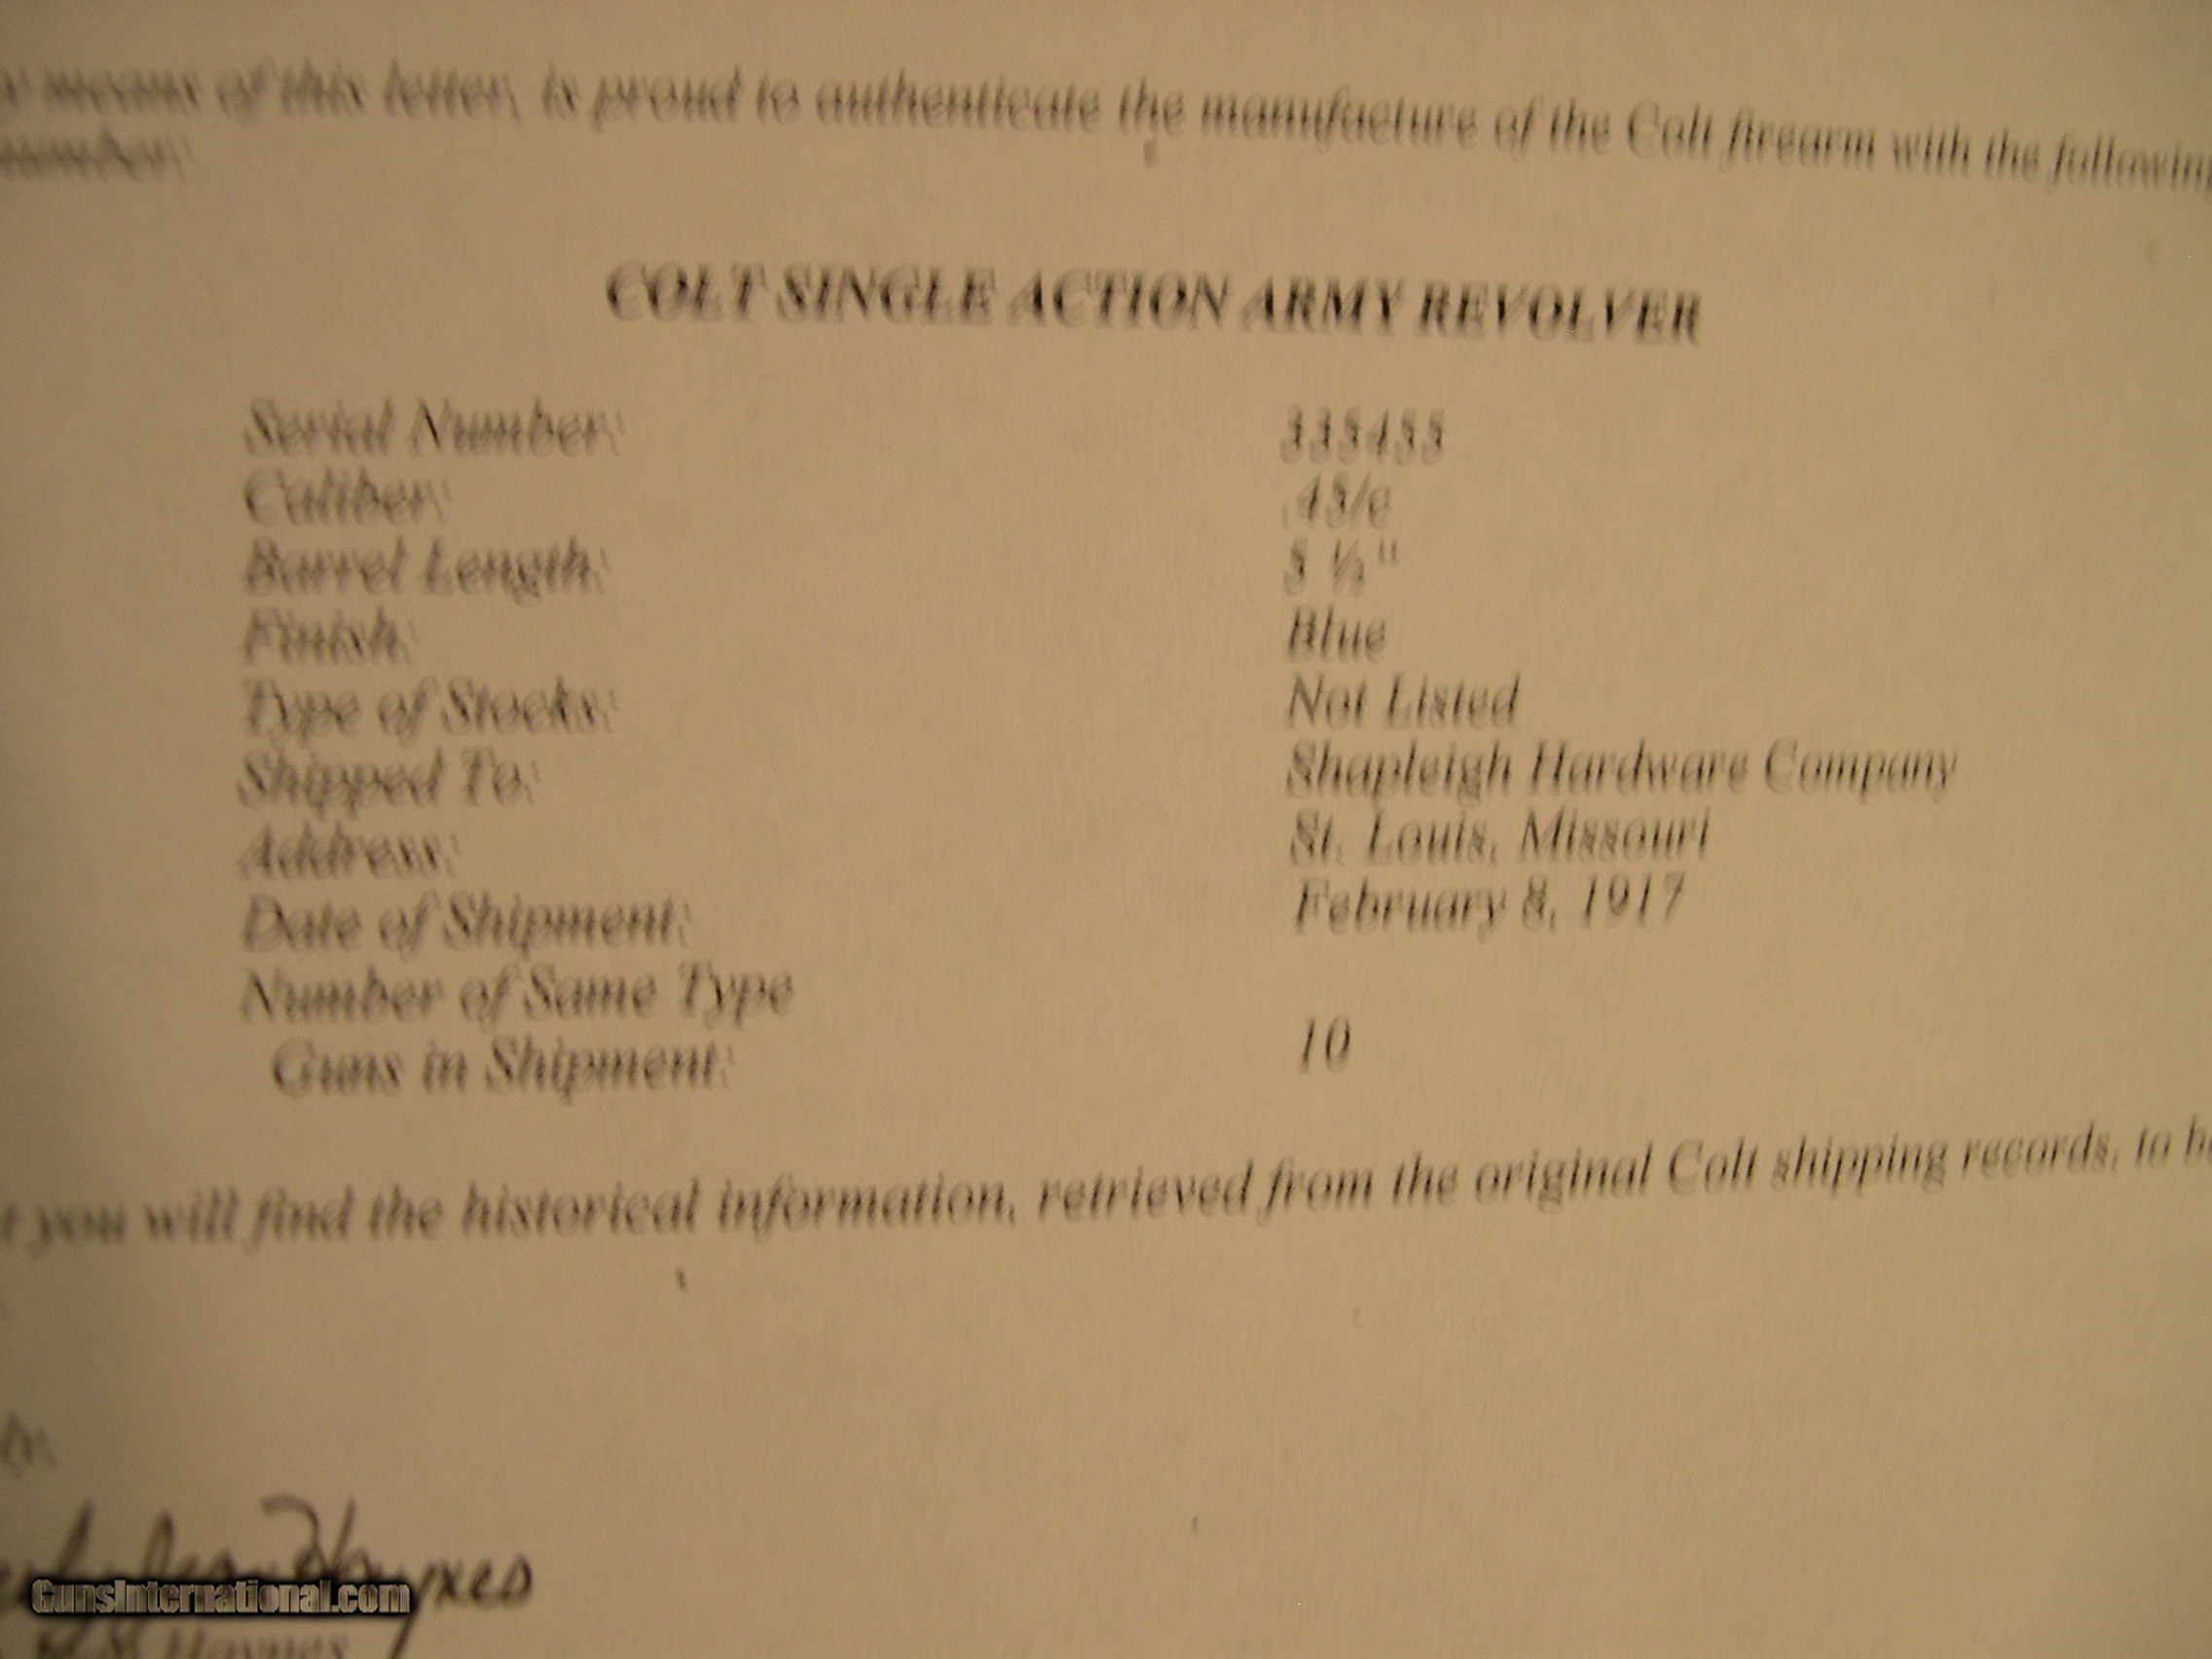 means of this letter, is proud to authenticate the manufacture of the Colt firearm with the following
number:
COLT SINGLE ACTION ARMY REVOLVER
Serial Number: 335455
Caliber: .45/c
Barrel Length: 5 ½"
Finish: Blue
Type of Stocks: Not Listed
Shipped To: Shapleigh Hardware Company
Address: St. Louis, Missouri
Date of Shipment: February 8, 1917
Number of Same Type
Guns in Shipment: 10
you will find the historical information, retrieved from the original Colt shipping records, to be
GunsInternational.com
Haynes